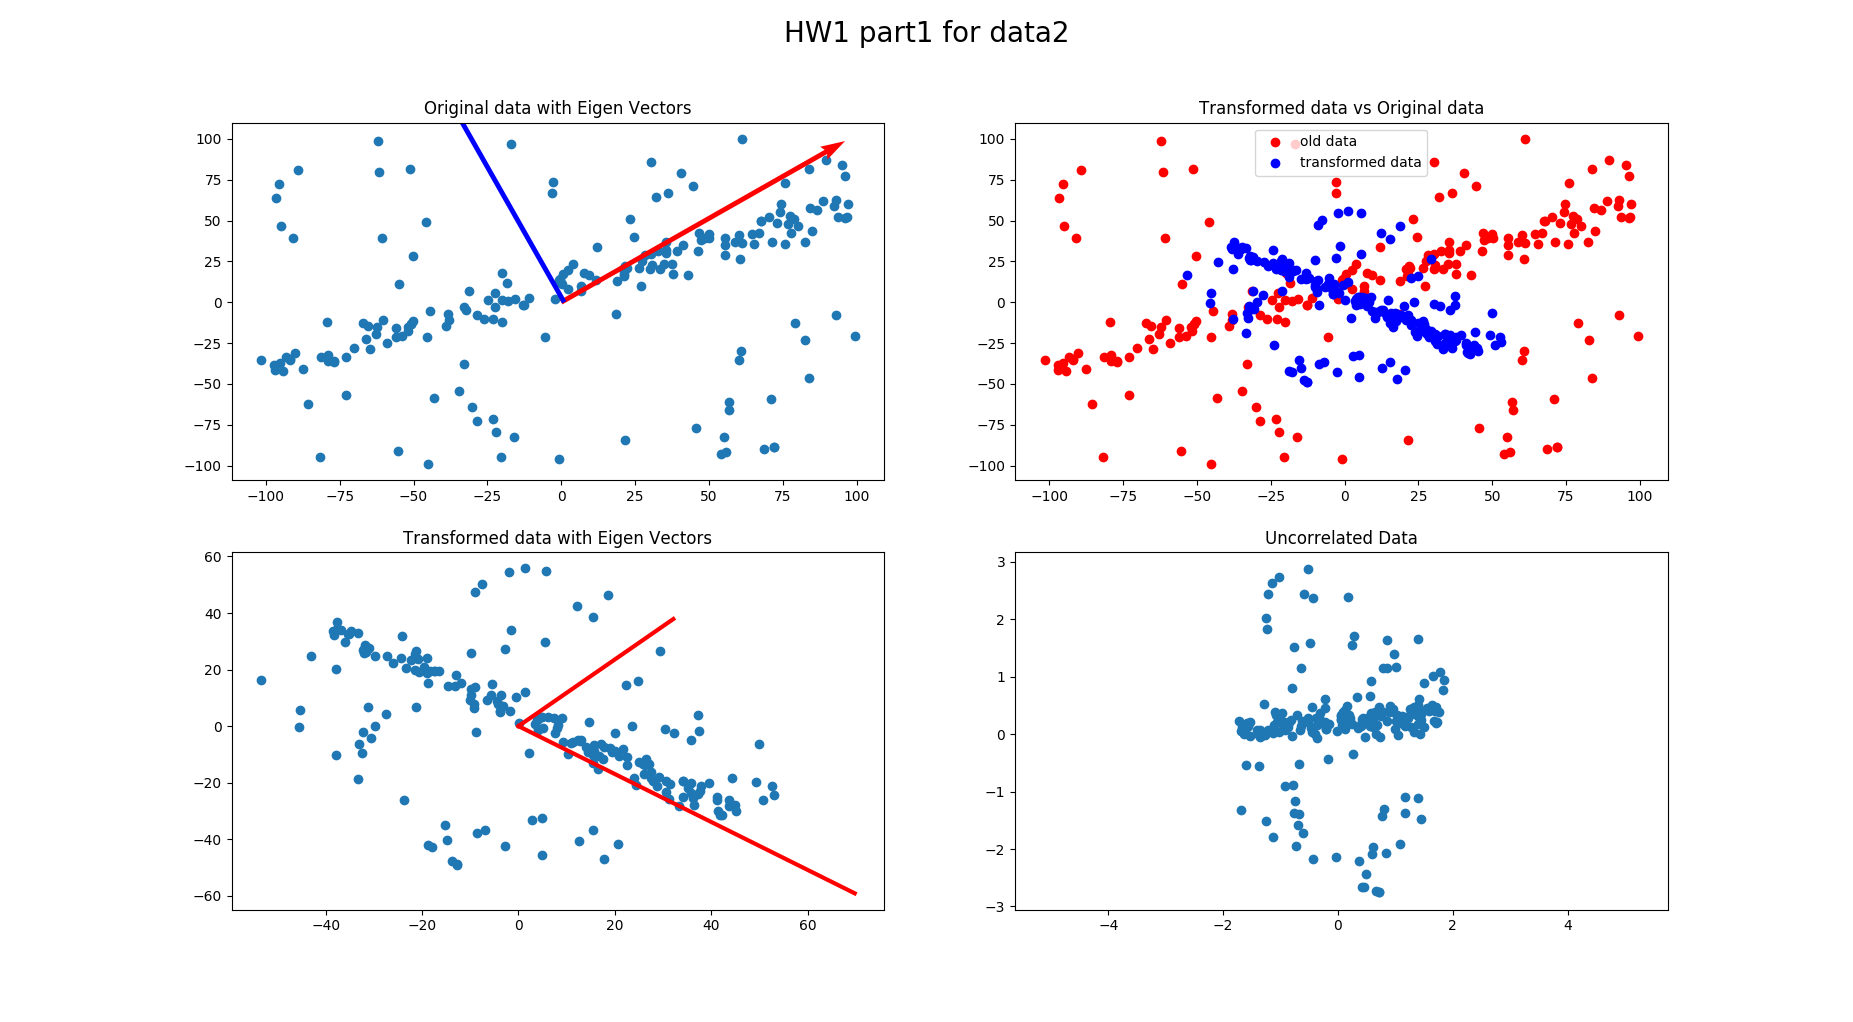 HW1 part1 for data2
Original data with Eigen Vectors
100
75
50
25
0
−25
−50
−75
−100
−100 −75 −50 −25 0 25 50 75 100
Transformed data vs Original data
old data
transformed data
100
75
50
25
0
−25
−50
−75
−100
−100 −75 −50 −25 0 25 50 75 100
Transformed data with Eigen Vectors
60
40
20
0
−20
−40
−60
−40 −20 0 20 40 60
Uncorrelated Data
3
2
1
0
−1
−2
−3
−4 −2 0 2 4